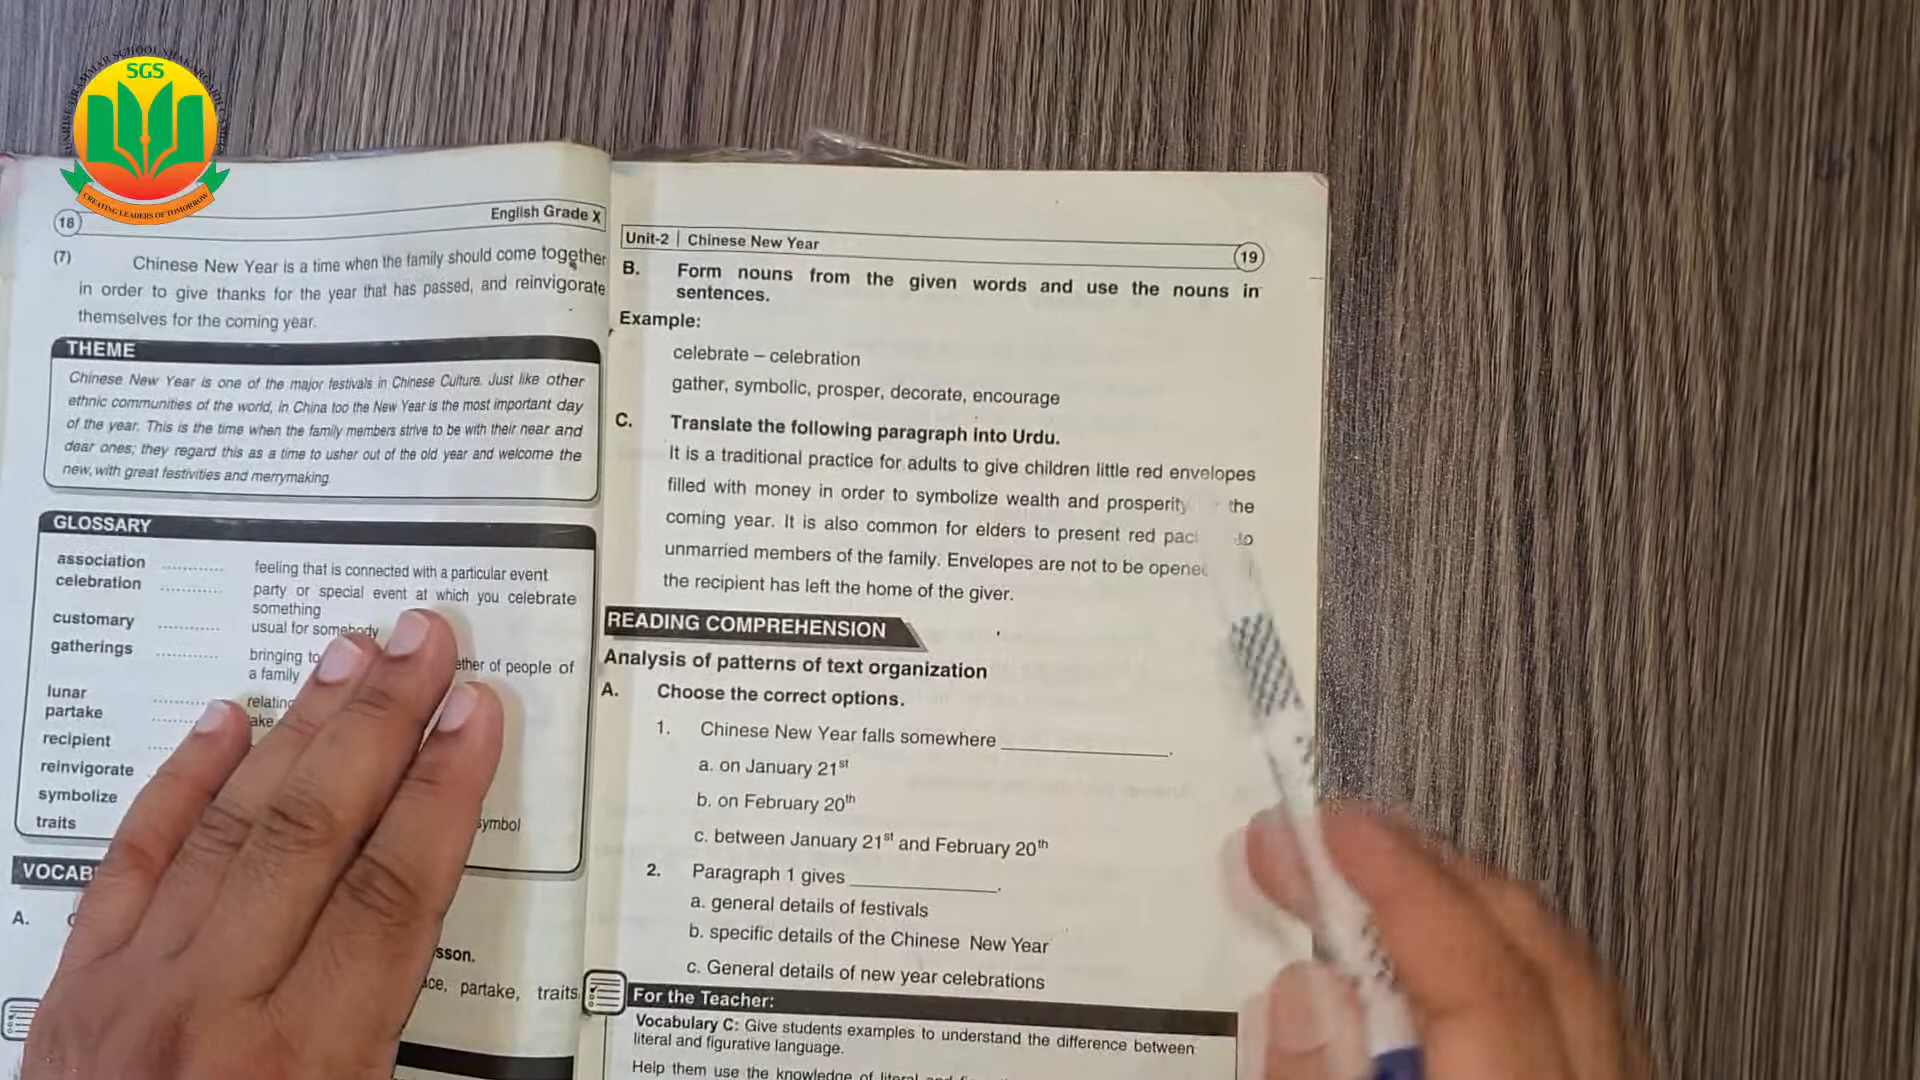 SUNRISE GRAMMAR SCHOOL SHAKARGARH CAMPUS
SGS
CREATING LEADERS OF TOMORROW
18
English Grade X
(7) Chinese New Year is a time when the family should come together
in order to give thanks for the year that has passed, and reinvigorate
themselves for the coming year.
THEME
Chinese New Year is one of the major festivals in Chinese Culture. Just like other
ethnic communities of the world, in China too the New Year is the most important day
of the year. This is the time when the family members strive to be with their near and
dear ones; they regard this as a time to usher out of the old year and welcome the
new, with great festivities and merrymaking.
GLOSSARY
association ............ feeling that is connected with a particular event
celebration ............ party or special event at which you celebrate
something
customary ............ usual for somebody
gatherings ............ bringing to ether of people of
a family
lunar .......... relating
partake ........
recipient ....
reinvigorate
symbolize
traits symbol
VOCAB
A.
sson.
ace, partake, traits
Unit-2 | Chinese New Year
19
B. Form nouns from the given words and use the nouns in
sentences.
Example:
celebrate – celebration
gather, symbolic, prosper, decorate, encourage
C. Translate the following paragraph into Urdu.
It is a traditional practice for adults to give children little red envelopes
filled with money in order to symbolize wealth and prosperity the
coming year. It is also common for elders to present red pac to
unmarried members of the family. Envelopes are not to be opened
the recipient has left the home of the giver.
READING COMPREHENSION
Analysis of patterns of text organization
A. Choose the correct options.
1. Chinese New Year falls somewhere ______________.
a. on January 21st
b. on February 20th
c. between January 21st and February 20th
2. Paragraph 1 gives ____________.
a. general details of festivals
b. specific details of the Chinese New Year
c. General details of new year celebrations
For the Teacher:
Vocabulary C: Give students examples to understand the difference between
literal and figurative language.
Help them use the knowledge of literal and